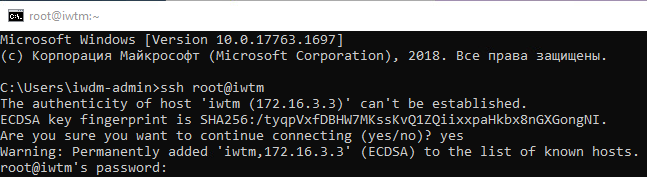 root@iwtm:~
Microsoft Windows [Version 10.0.17763.1697]
(c) Корпорация Майкрософт (Microsoft Corporation), 2018. Все права защищены.
C:\Users\iwdm-admin>ssh root@iwtm
The authenticity of host 'iwtm (172.16.3.3)' can't be established.
ECDSA key fingerprint is SHA256:/tyqpVxfDBHW7MKssKvQ1ZQiixxpaHkbx8nGXGongNI.
Are you sure you want to continue connecting (yes/no)? yes
Warning: Permanently added 'iwtm,172.16.3.3' (ECDSA) to the list of known hosts.
root@iwtm's password: